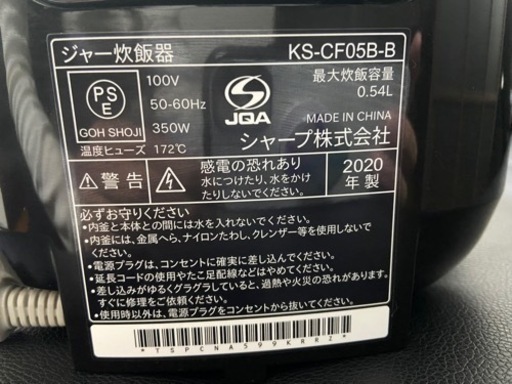 ジャー炊飯器 KS-CF05B-B
PS
E
GOH SHOJI
100V
50-60Hz
350W
温度ヒューズ 172℃
JQA
最大炊飯容量
0.54L
MADE IN CHINA
シャープ株式会社
警告
感電の恐れあり
水につけたり、水をかけ
たりしないでください
2020
年製
必ずお守りください
•内釜と本体との間には水を入れないでください。
•内釜には、金属へら、ナイロンたわし、クレンザー等を使用しないで
ください。
•電源プラグは、コンセントに確実に差し込んでください。
•延長コードの使用やたこ足配線などはやめてください。
•差し込みがゆるくグラグラしていると、過熱や火災の恐れがあります
すぐに修理をご依頼ください。
•ご使用後は、電源プラグをコンセントから抜いてください。
*TSPCNA599KRRZ*